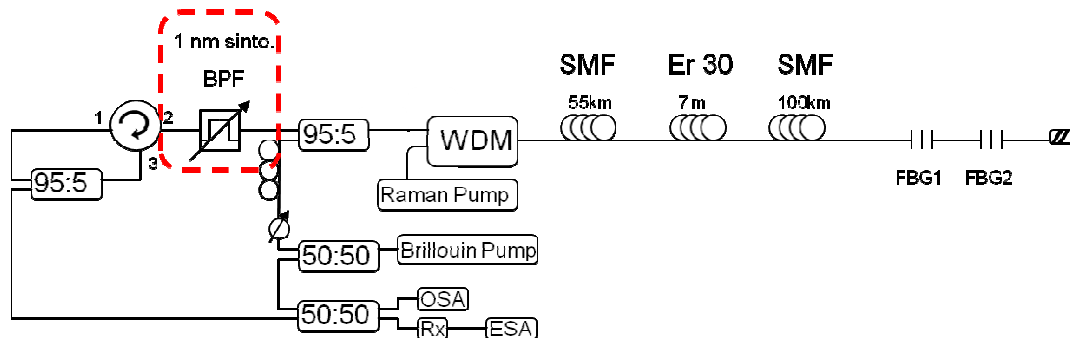 1 nm sinto.
BPF
SMF Er 30 SMF
55km 7 m 100km
1 2
3
95:5
WDM
95:5
Raman Pump
FBG1 FBG2
50:50
Brillouin Pump
50:50
OSA
Rx
ESA